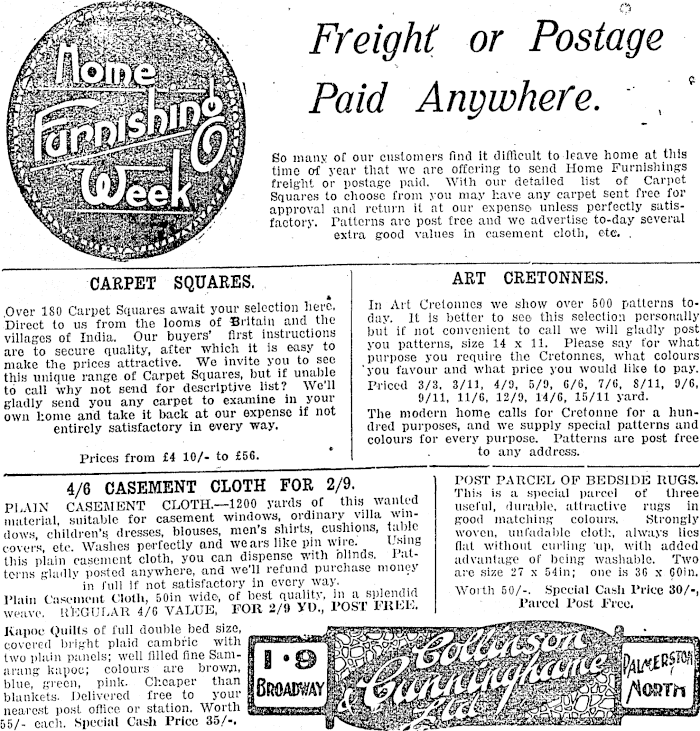 Home
Furnishing
Week
Freight or Postage
Paid Anywhere.
So many of our customers find it difficult to leave home at this
time of year that we are offering to send Home Furnishings
freight or postage paid. With our detailed list of Carpet
Squares to choose from you may have any carpet sent free for
approval and return it at our expense unless perfectly satis-
factory. Patterns are post free and we advertise to-day several
extra good values in casement cloth, etc.
CARPET SQUARES.
Over 180 Carpet Squares await your selection here.
Direct to us from the looms of Britain and the
villages of India. Our buyers' first instructions
are to secure quality, after which it is easy to
make the prices attractive. We invite you to see
this unique range of Carpet Squares, but if unable
to call why not send for descriptive list? We'll
gladly send you any carpet to examine in your
own home and take it back at our expense if not
entirely satisfactory in every way.
Prices from £4 10/- to £56.
ART CRETONNES.
In Art Cretonnes we show over 500 patterns to-
day. It is better to see this selection personally
but if not convenient to call we will gladly post
you patterns, size 14 x 11. Please say for what
purpose you require the Cretonnes, what colours
you favour and what price you would like to pay.
Priced 3/3, 3/11, 4/9, 5/9, 6/6, 7/6, 8/11, 9/6,
9/11, 11/6, 12/9, 14/6, 15/11 yard.
The modern home calls for Cretonne for a hun-
dred purposes, and we supply special patterns and
colours for every purpose. Patterns are post free
to any address.
4/6 CASEMENT CLOTH FOR 2/9.
PLAIN CASEMENT CLOTH.—1200 yards of this wanted
material, suitable for casement windows, ordinary villa win-
dows, children's dresses, blouses, men's shirts, cushions, table
covers, etc. Washes perfectly and wears like pin wire. Using
this plain casement cloth, you can dispense with blinds. Pat-
terns gladly posted anywhere, and we'll refund purchase money
in full if not satisfactory in every way.
Plain Casement Cloth, 50in wide, of best quality, in a splendid
weave. REGULAR 4/6 VALUE, FOR 2/9 YD., POST FREE.
POST PARCEL OF BEDSIDE RUGS.
This is a special parcel of three
useful, durable, attractive rugs in
good matching colours. Strongly
woven, unfadable cloth, always lies
flat without curling up, with added
advantage of being washable. Two
are size 27 x 54in; one is 36 x 60in.
Worth 50/-. Special Cash Price 30/-,
Parcel Post Free.
Kapoc Quilts of full double bed size,
covered bright plaid cambric with
two plain panels; well filled fine Sam-
arang kapoc; colours are brown,
blue, green, pink. Cheaper than
blankets. Delivered free to your
nearest post office or station. Worth
55/- each. Special Cash Price 35/-.
1·9
BROADWAY
Collinson
& Cunninghame
Ltd
PALMERSTON
NORTH